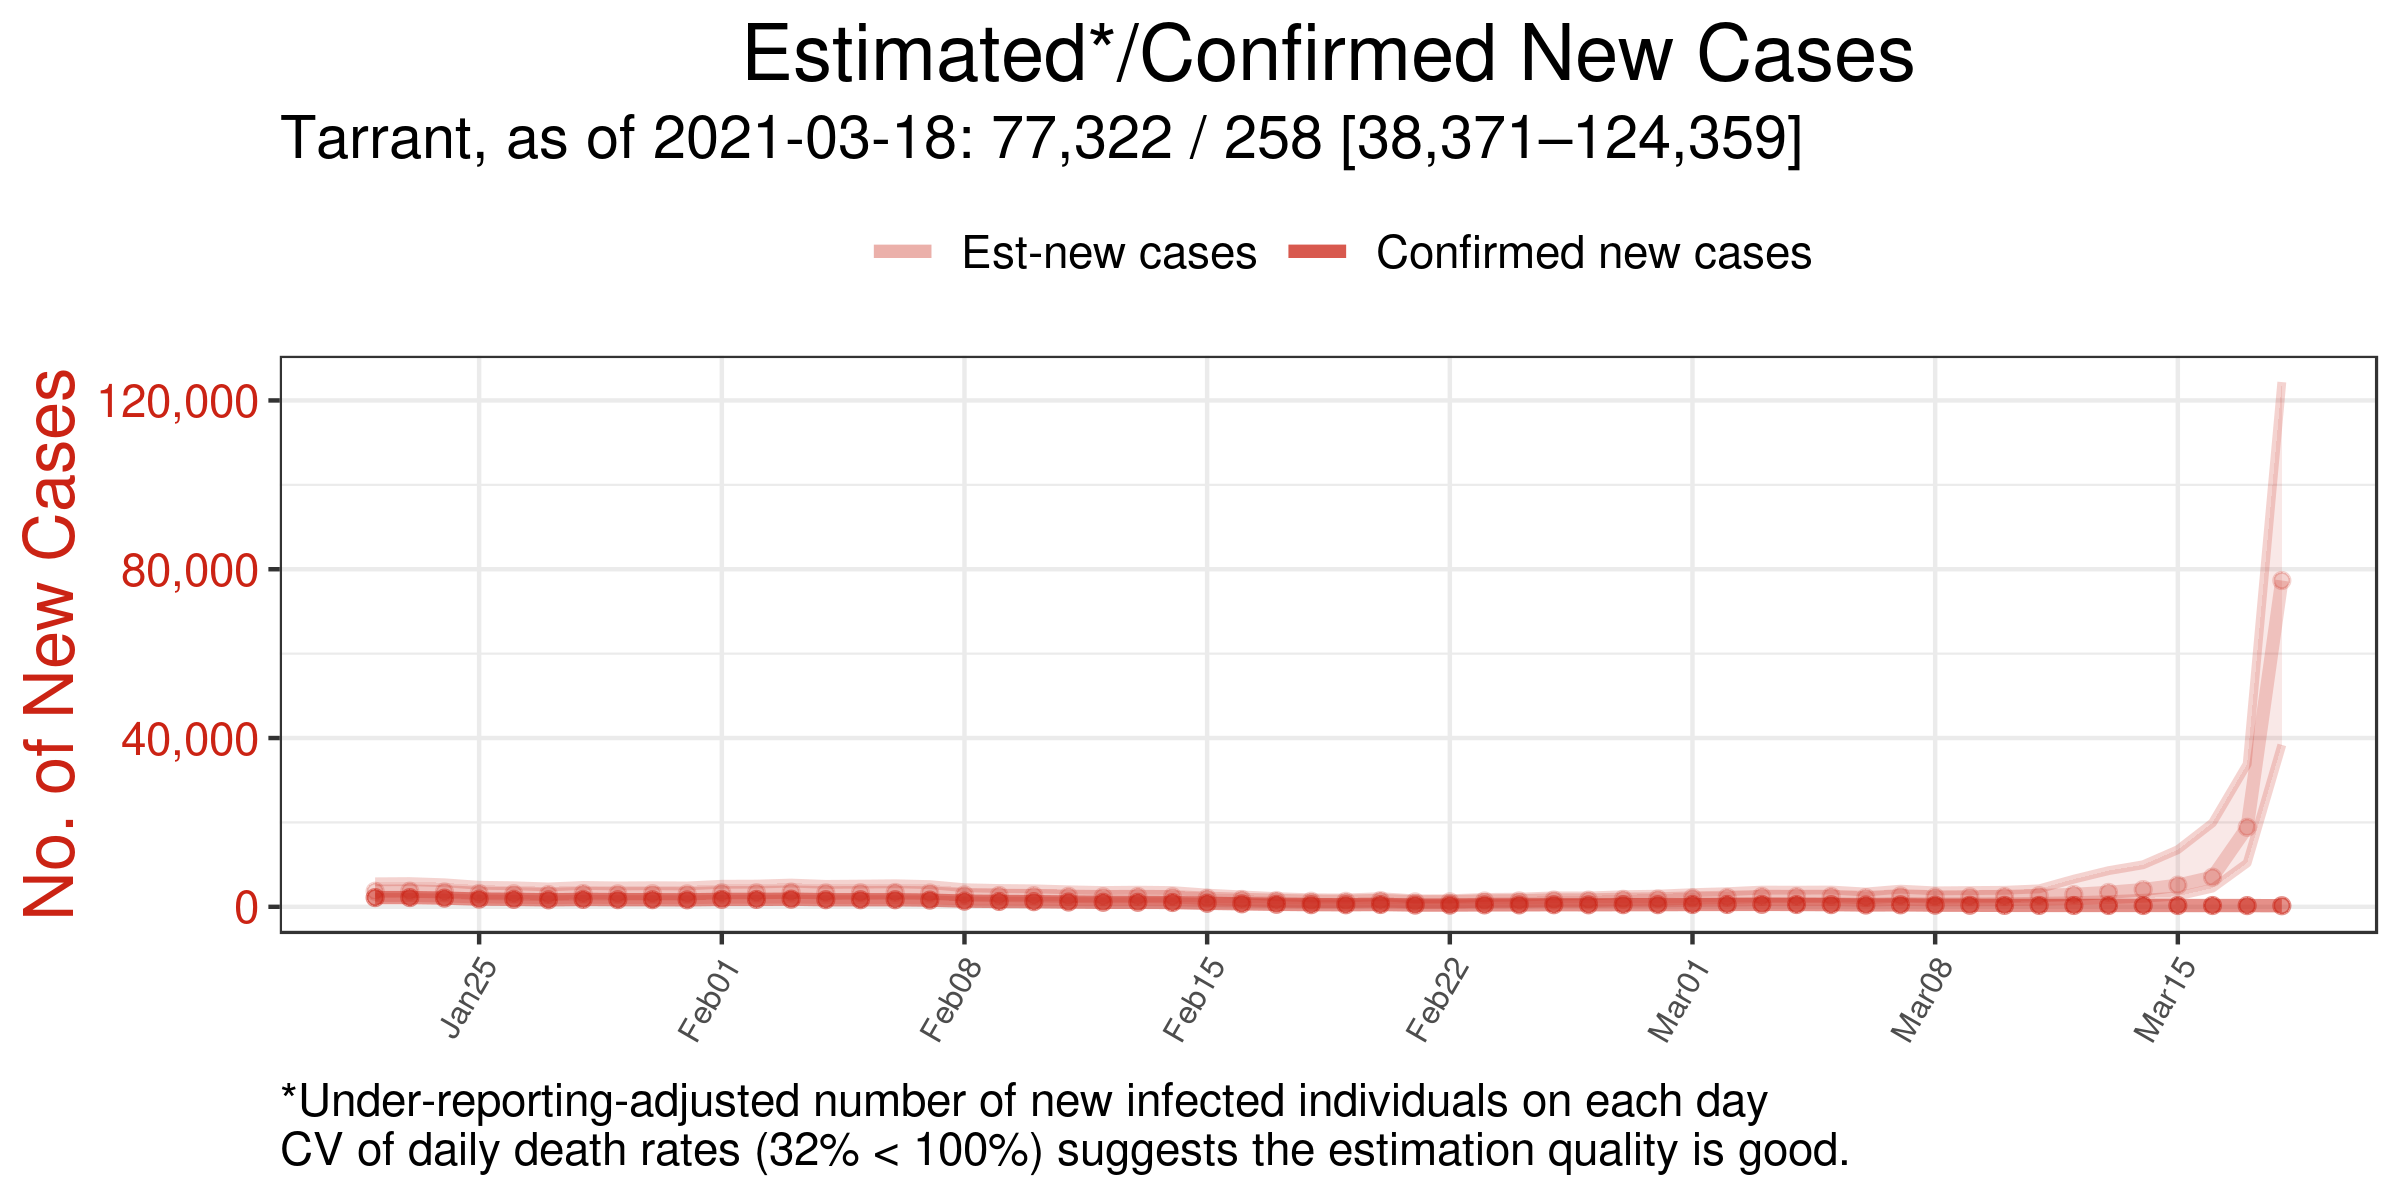 Estimated*/Confirmed New Cases
Tarrant, as of 2021-03-18: 77,322 / 258 [38,371–124,359]
Est-new cases
Confirmed new cases
No. of New Cases
120,000
80,000
40,000
0
Jan25
Feb01
Feb08
Feb15
Feb22
Mar01
Mar08
Mar15
*Under-reporting-adjusted number of new infected individuals on each day
CV of daily death rates (32% < 100%) suggests the estimation quality is good.